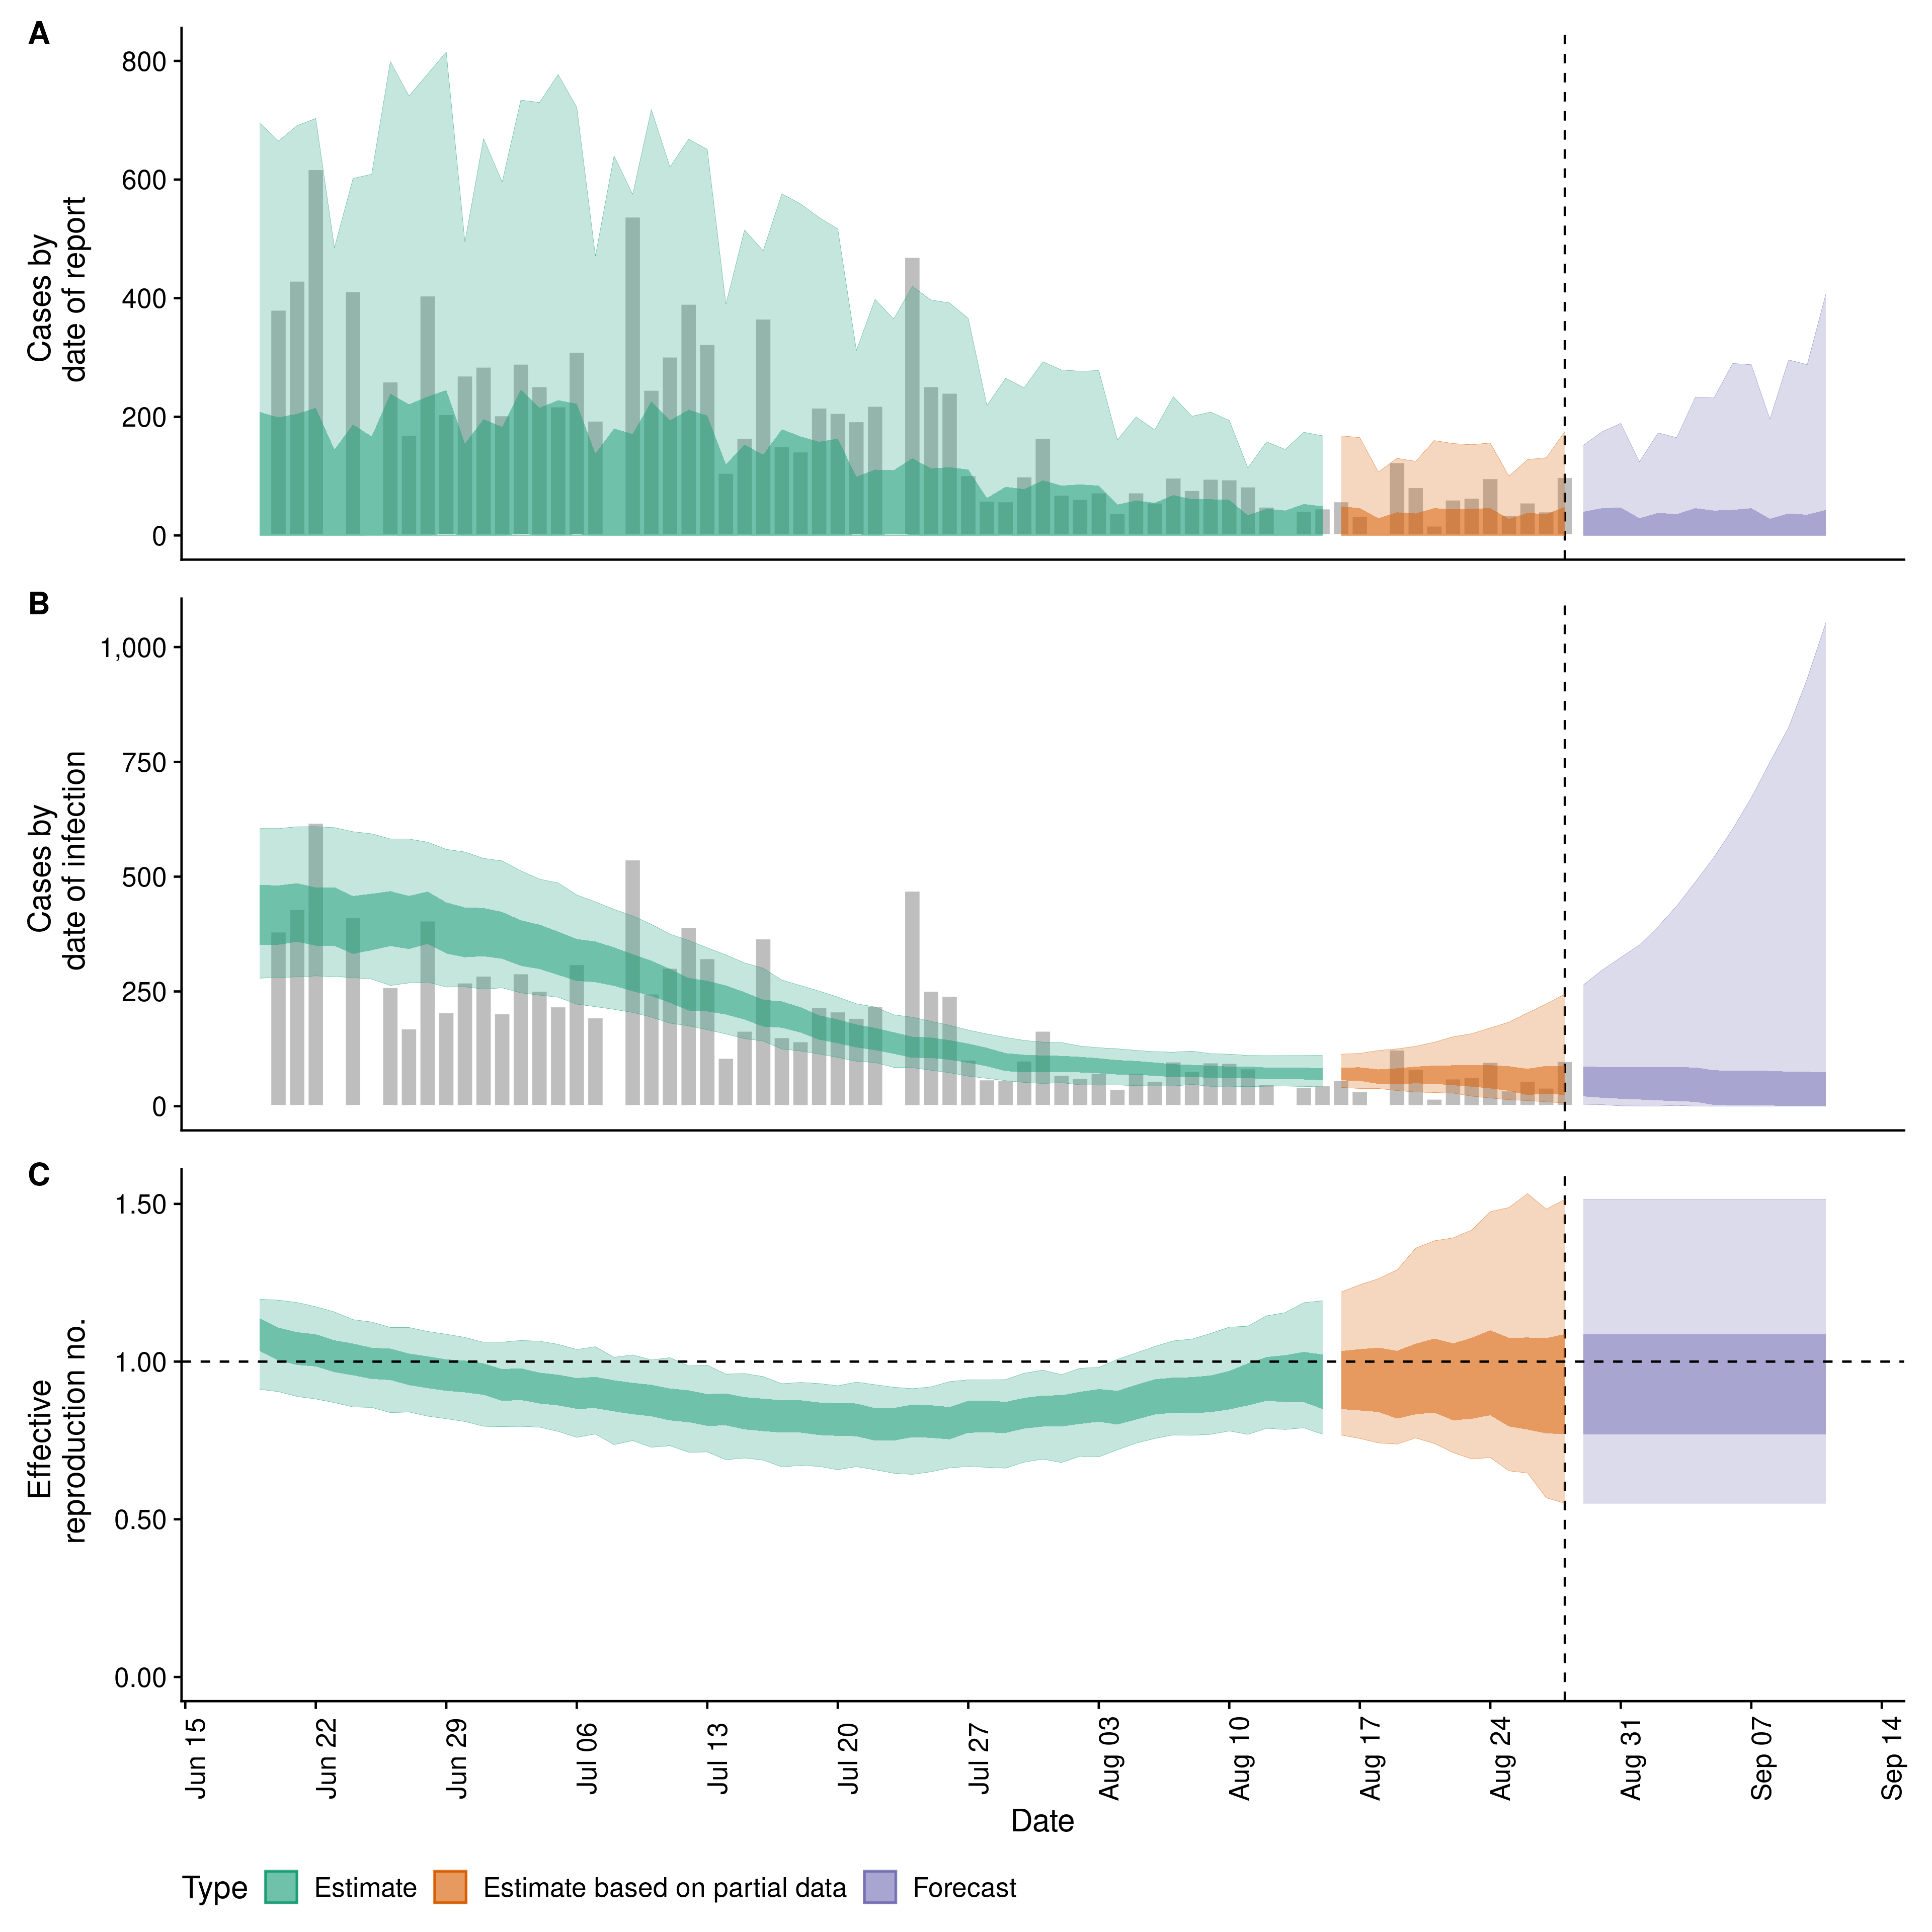 A
800
600
400
200
0
Cases by
date of report
B
1,000
750
500
250
0
Cases by
date of infection
C
1.50
1.00
0.50
0.00
Effective
reproduction no.
Jun 15
Jun 22
Jun 29
Jul 06
Jul 13
Jul 20
Jul 27
Aug 03
Aug 10
Aug 17
Aug 24
Aug 31
Sep 07
Sep 14
Date
Type Estimate Estimate based on partial data Forecast